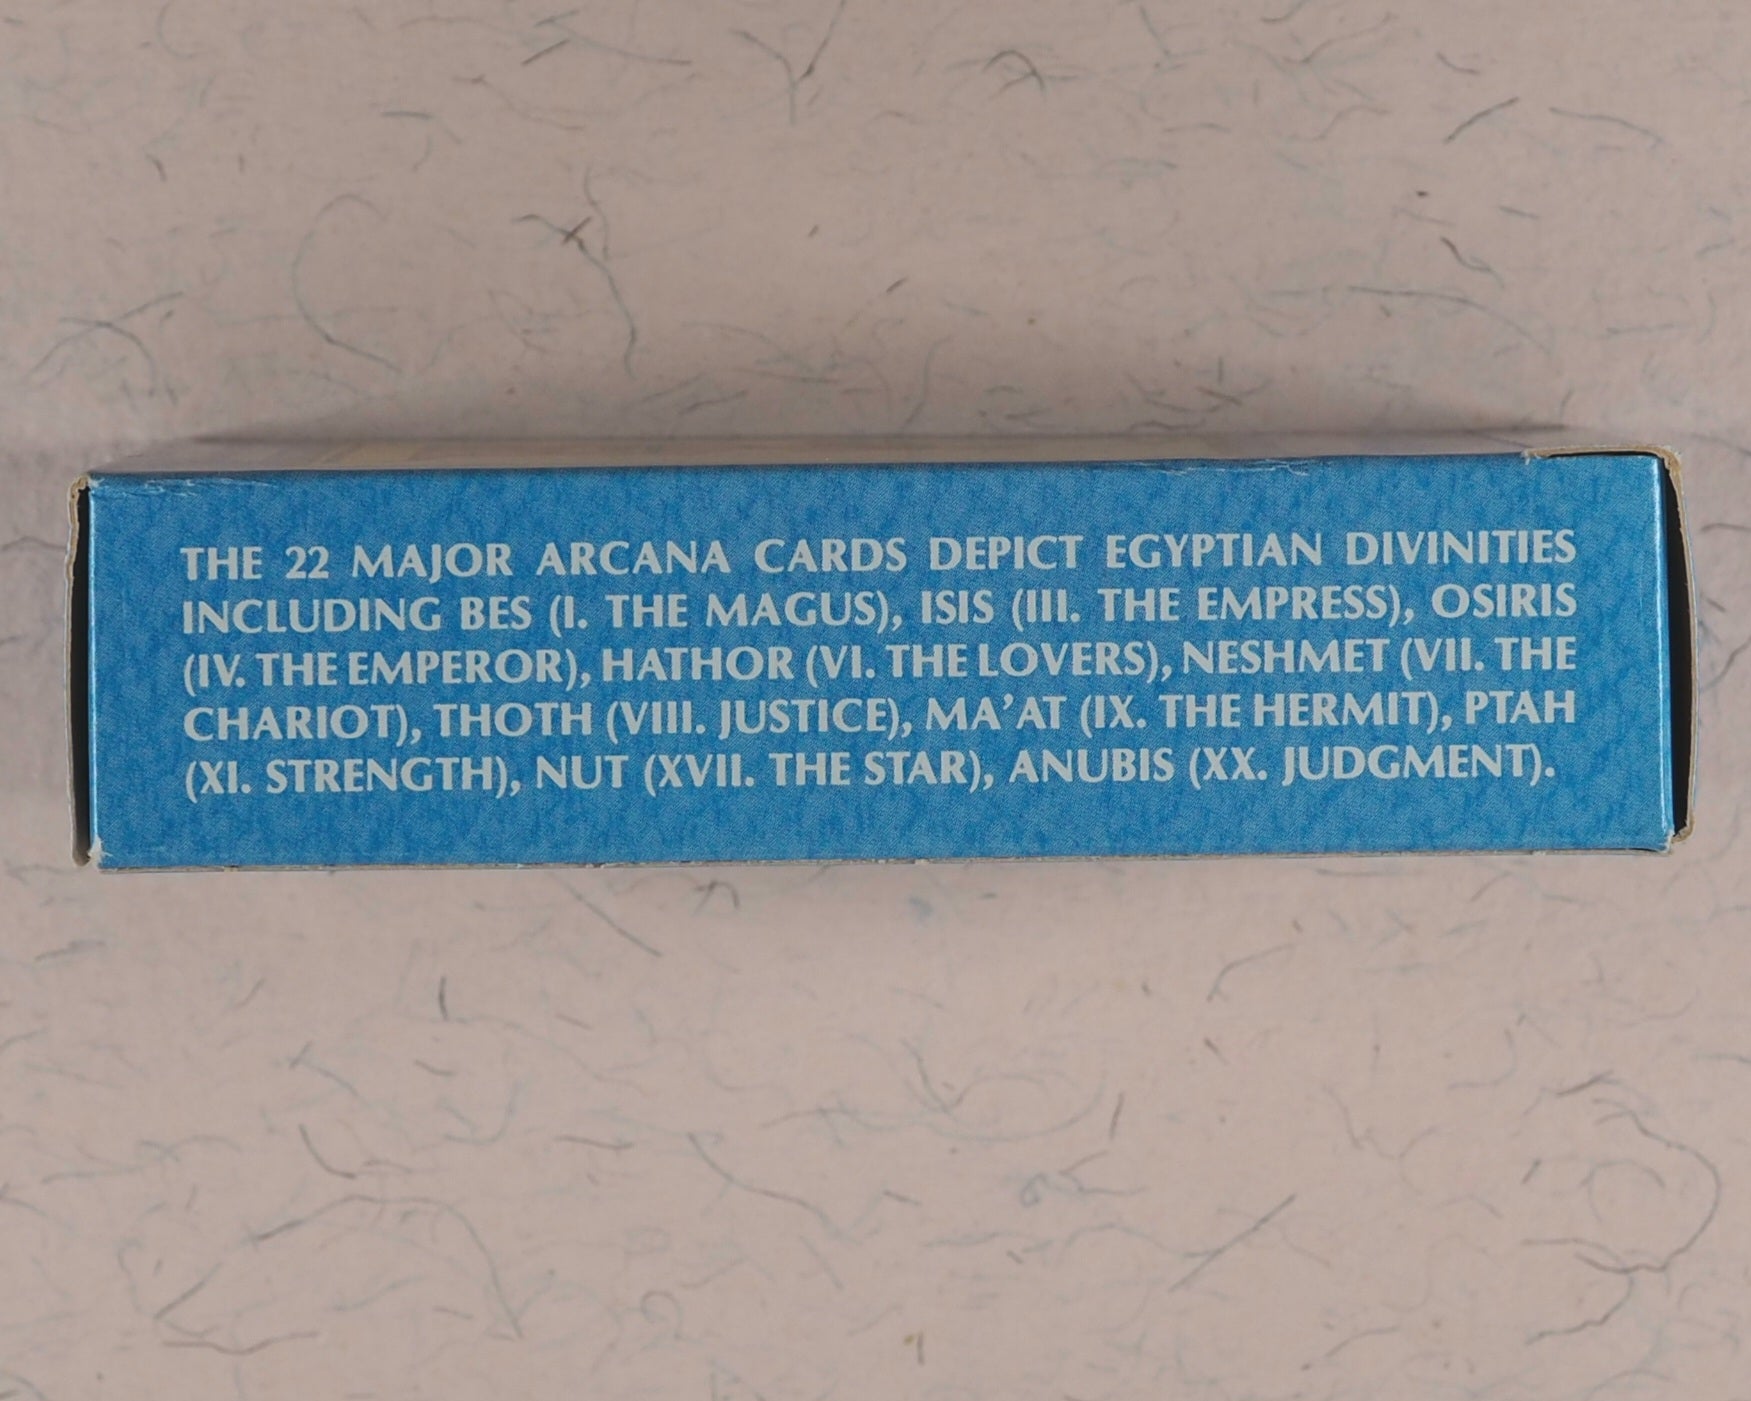 THE 22 MAJOR ARCANA CARDS DEPICT EGYPTIAN DIVINITIES
INCLUDING BES (I. THE MAGUS), ISIS (III. THE EMPRESS), OSIRIS
(IV. THE EMPEROR), HATHOR (VI. THE LOVERS), NESHMET (VII. THE
CHARIOT), THOTH (VIII. JUSTICE), MA'AT (IX. THE HERMIT), PTAH
(XI. STRENGTH), NUT (XVII. THE STAR), ANUBIS (XX. JUDGMENT).